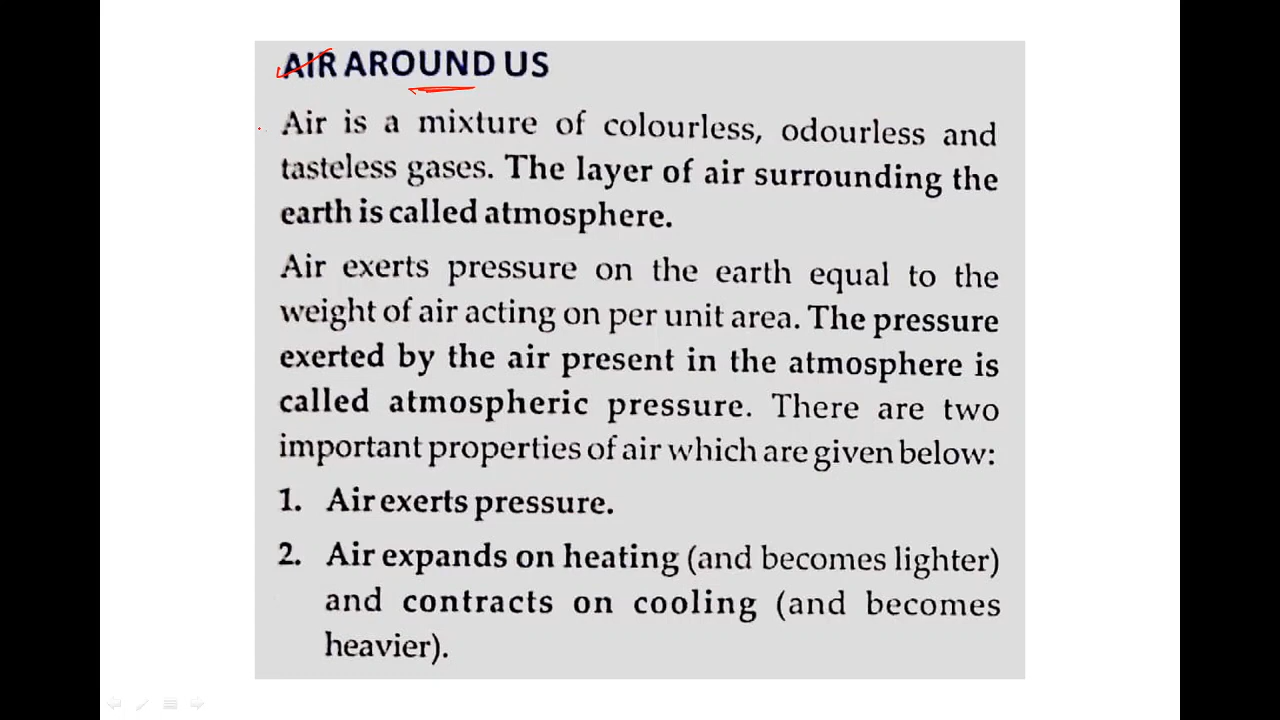 AIR AROUND US
Air is a mixture of colourless, odourless and
tasteless gases. The layer of air surrounding the
earth is called atmosphere.
Air exerts pressure on the earth equal to the
weight of air acting on per unit area. The pressure
exerted by the air present in the atmosphere is
called atmospheric pressure. There are two
important properties of air which are given below:
1. Air exerts pressure.
2. Air expands on heating (and becomes lighter)
and contracts on cooling (and becomes
heavier).